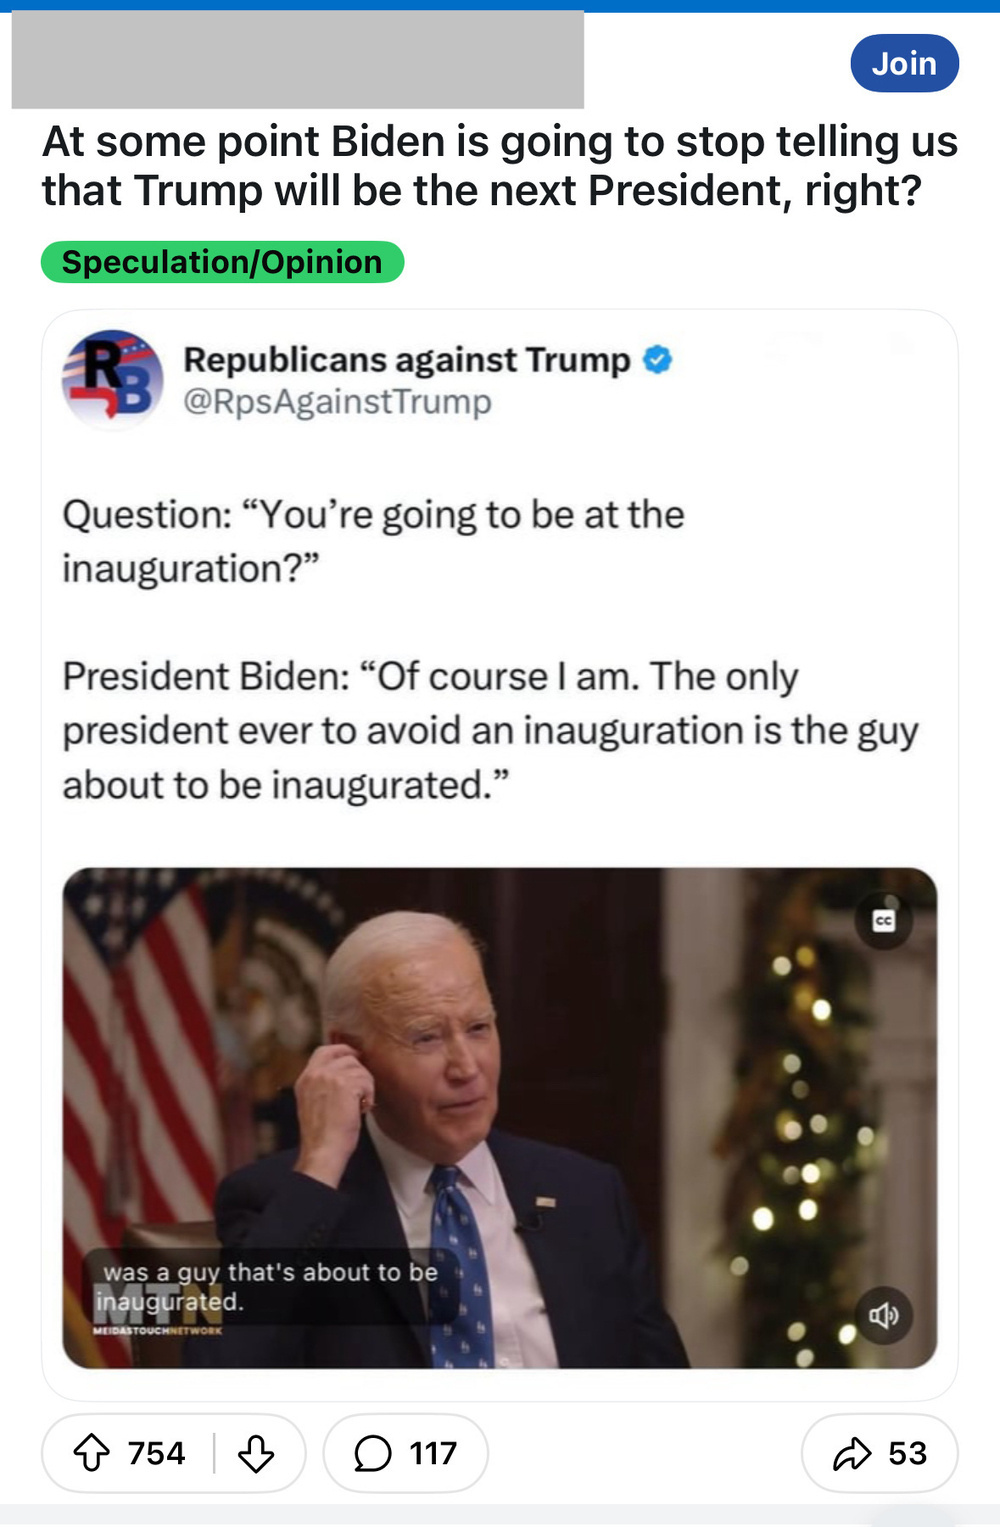 Join
At some point Biden is going to stop telling us
that Trump will be the next President, right?
Speculation/Opinion
RB
Republicans against Trump
@RpsAgainstTrump
Question: “You’re going to be at the
inauguration?”
President Biden: “Of course I am. The only
president ever to avoid an inauguration is the guy
about to be inaugurated.”
CC
was a guy that's about to be
inaugurated.
MTN
MEIDASTOUCHNETWORK
754
117
53